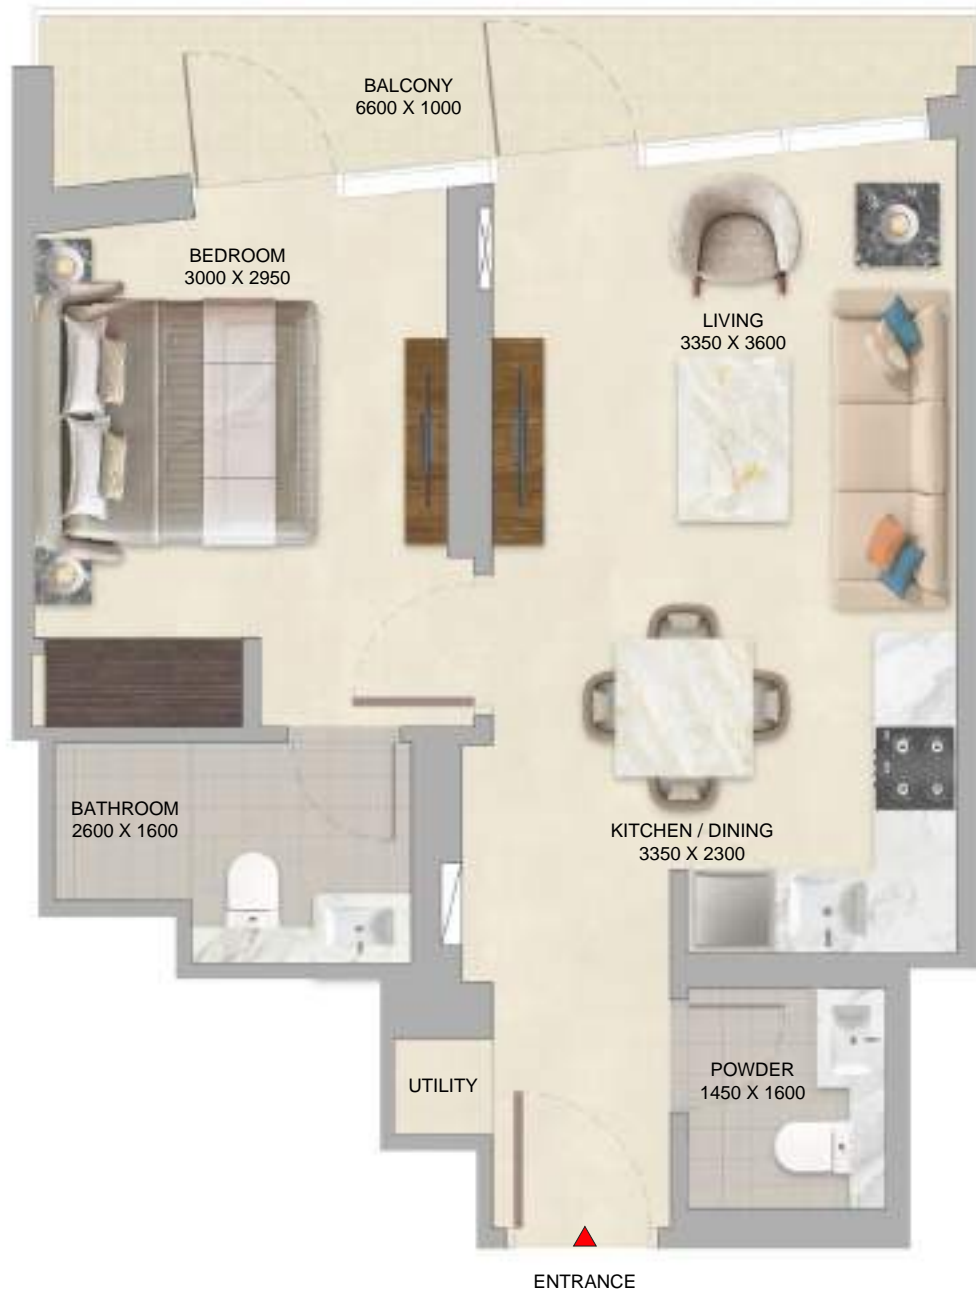 BALCONY
6600 X 1000
BEDROOM
3000 X 2950
LIVING
3350 X 3600
BATHROOM
2600 X 1600
KITCHEN / DINING
3350 X 2300
UTILITY
POWDER
1450 X 1600
ENTRANCE